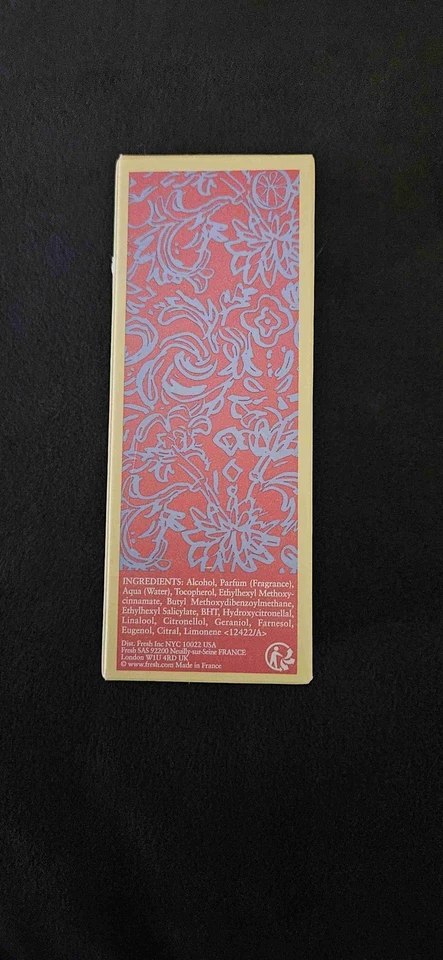 INGREDIENTS: Alcohol, Parfum (Fragrance),
Aqua (Water), Tocopherol, Ethylhexyl Methoxy-
cinnamate, Butyl Methoxydibenzoylmethane,
Ethylhexyl Salicylate, BHT, Hydroxycitronellal,
Linalool, Citronellol, Geraniol, Farnesol,
Eugenol, Citral, Limonene <12422/A>
Dist. Fresh Inc NYC 10022 USA
Fresh SAS 92200 Neuilly-sur-Seine FRANCE
London W1U 4RD UK
© www.fresh.com Made in France